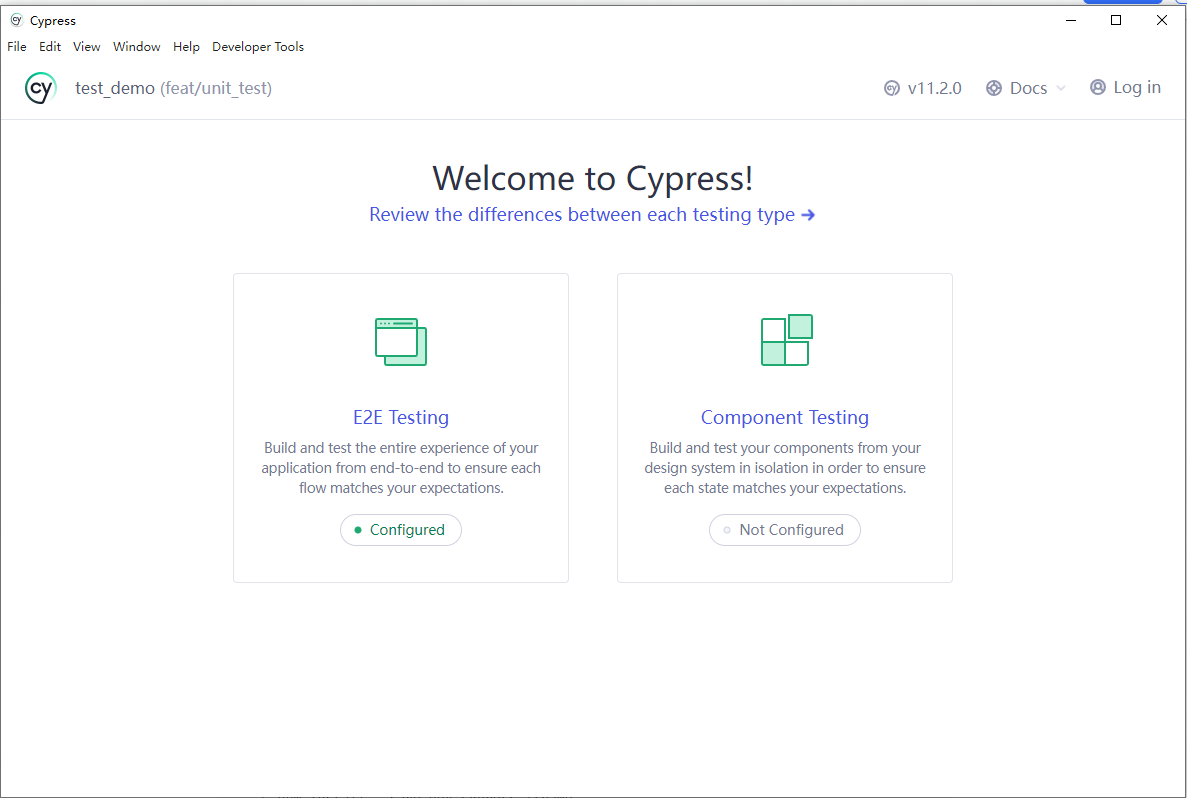 cy Cypress
File Edit View Window Help Developer Tools
cy test_demo (feat/unit_test) cy v11.2.0 Docs Log in
Welcome to Cypress!
Review the differences between each testing type →
E2E Testing
Build and test the entire experience of your
application from end-to-end to ensure each
flow matches your expectations.
Configured
Component Testing
Build and test your components from your
design system in isolation in order to ensure
each state matches your expectations.
Not Configured